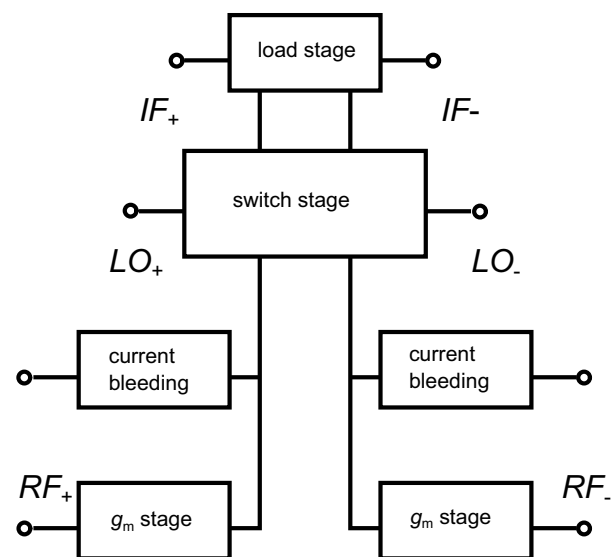 load stage
IF+ IF-
switch stage
LO+ LO-
current current
bleeding bleeding
RF+ RF-
gm stage gm stage